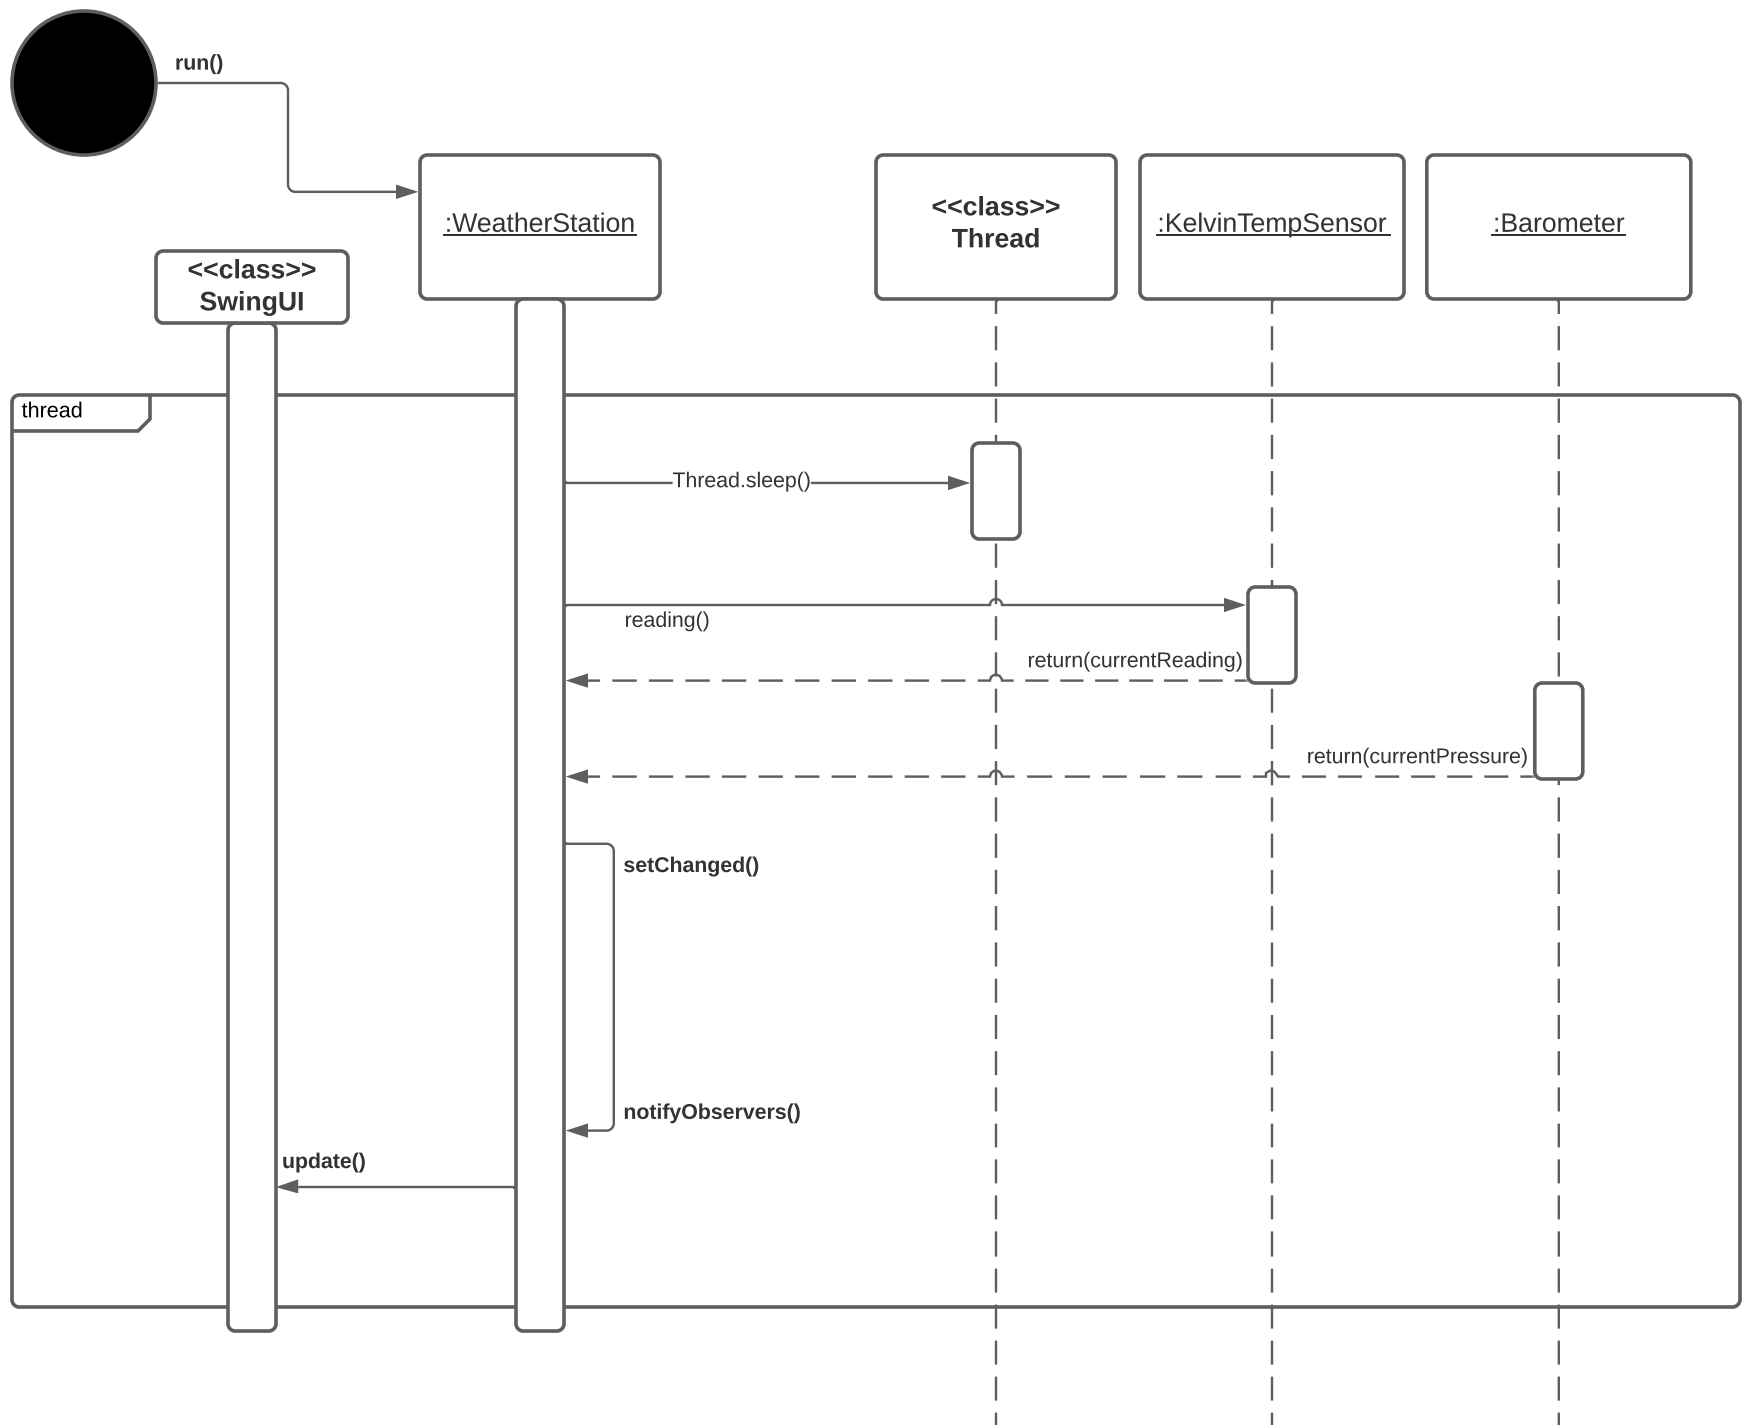 run()
:WeatherStation
<<class>>
Thread
:KelvinTempSensor
:Barometer
<<class>>
SwingUI
thread
Thread.sleep()
reading()
return(currentReading)
return(currentPressure)
setChanged()
notifyObservers()
update()